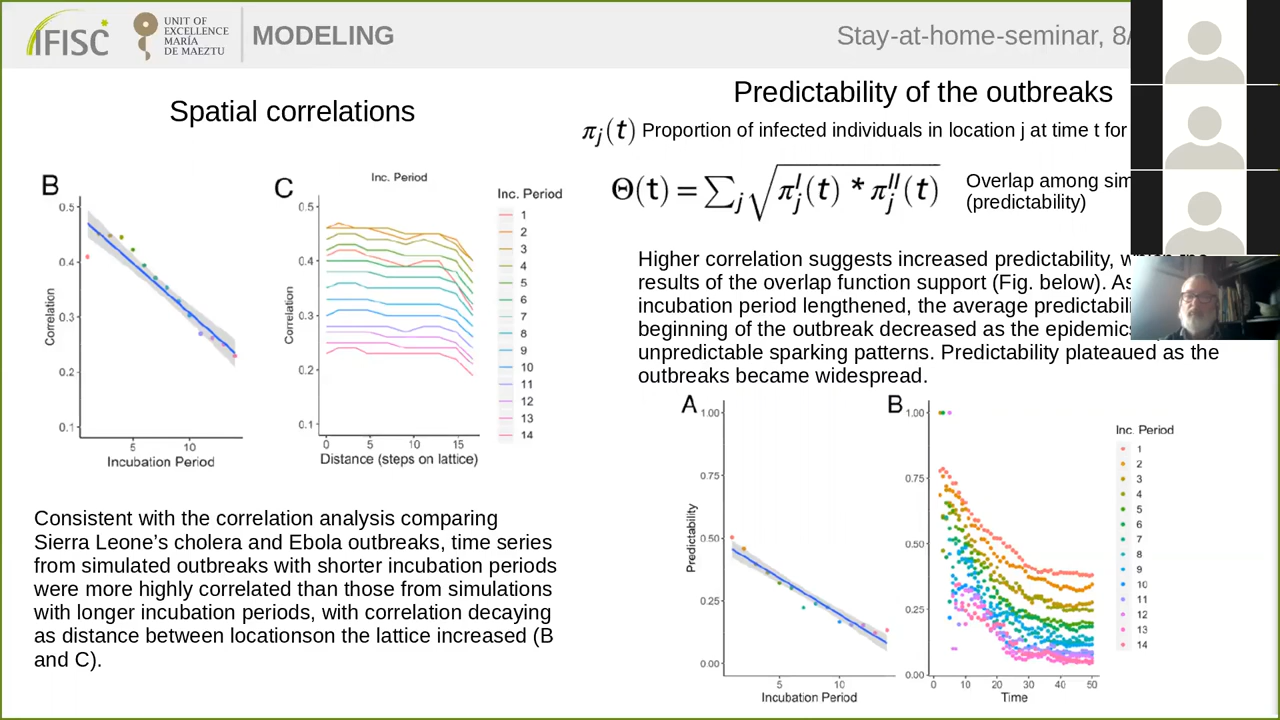 IFISC
UNIT OF
EXCELLENCE
MARÍA
DE MAEZTU
MODELING
Stay-at-home-seminar, 8/
Spatial correlations
B
0.5
0.4
0.3
0.2
0.1
Correlation
5 10
Incubation Period
C
Inc. Period
0.5
0.4
0.3
0.2
0.1
Correlation
0 5 10 15
Distance (steps on lattice)
Inc. Period
1
2
3
4
5
6
7
8
9
10
11
12
13
14
Consistent with the correlation analysis comparing
Sierra Leone's cholera and Ebola outbreaks, time series
from simulated outbreaks with shorter incubation periods
were more highly correlated than those from simulations
with longer incubation periods, with correlation decaying
as distance between locationson the lattice increased (B
and C).
Predictability of the outbreaks
πj(t) Proportion of infected individuals in location j at time t for
Θ(t) = ∑j √πjI(t) * πjII(t)
Overlap among sim
(predictability)
Higher correlation suggests increased predictability, which the
results of the overlap function support (Fig. below). As
incubation period lengthened, the average predictabili
beginning of the outbreak decreased as the epidemics
unpredictable sparking patterns. Predictability plateaued as the
outbreaks became widespread.
A
1.00
0.75
0.50
0.25
0.00
Predictability
5 10
Incubation Period
B
1.00
0.75
0.50
0.25
0.00
0 10 20 30 40 50
Time
Inc. Period
1
2
3
4
5
6
7
8
9
10
11
12
13
14